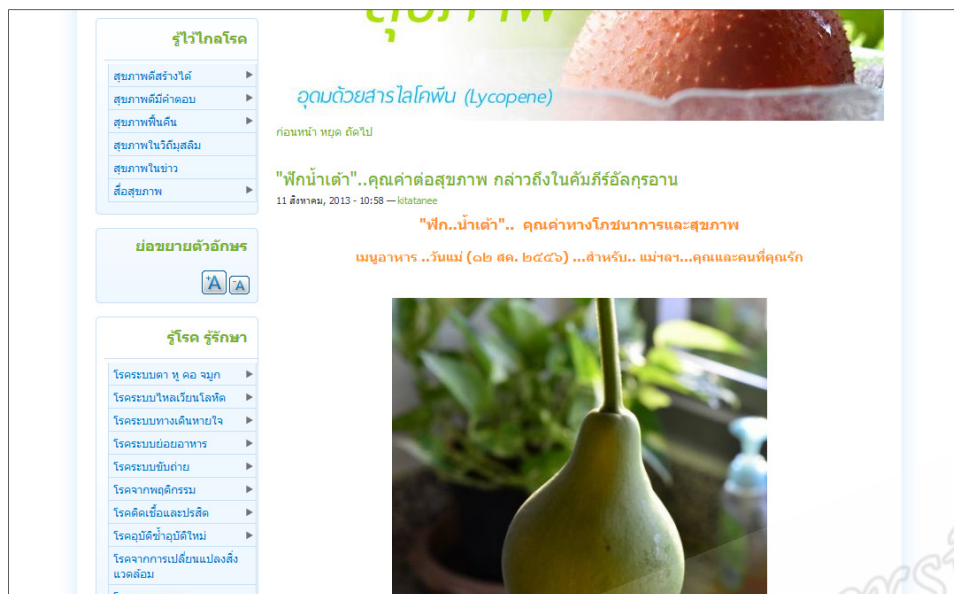 สุขภาพ
อุดมด้วยสารไลโคพีน (Lycopene)
รู้ไว้ไกลโรค
สุขภาพดีสร้างได้
สุขภาพดีมีคำตอบ
สุขภาพฟื้นคืน
สุขภาพในวิถีมุสลิม
สุขภาพในข่าว
สื่อสุขภาพ
ย่อขยายตัวอักษร
+A -A
รู้โรค รู้รักษา
โรคระบบตา หู คอ จมูก
โรคระบบไหลเวียนโลหิต
โรคระบบทางเดินหายใจ
โรคระบบย่อยอาหาร
โรคระบบขับถ่าย
โรคจากพฤติกรรม
โรคติดเชื้อและปรสิต
โรคอุบัติซ้ำอุบัติใหม่
โรคจากการเปลี่ยนแปลงสิ่ง
แวดล้อม
ก่อนหน้า หยุด ถัดไป
"ฟักน้ำเต้า"..คุณค่าต่อสุขภาพ กล่าวถึงในคัมภีร์อัลกุรอาน
11 สิงหาคม, 2013 - 10:58 — kitatanee
"ฟัก..น้ำเต้า".. คุณค่าทางโภชนาการและสุขภาพ
เมนูอาหาร ..วันแม่ (๑๒ สค. ๒๕๕๖) ...สำหรับ.. แม่ฯลฯ...คุณและคนที่คุณรัก